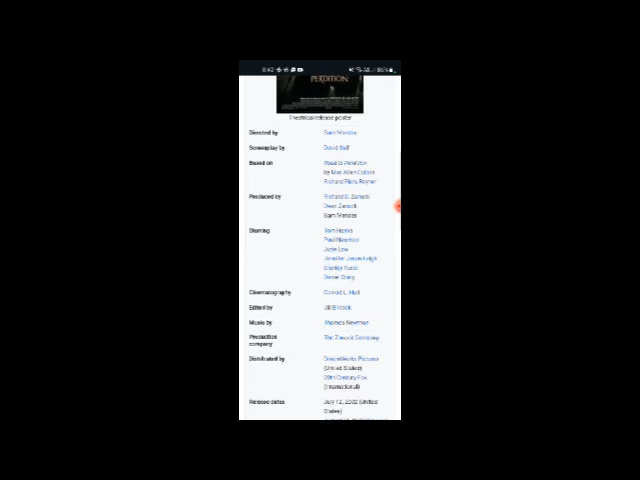 8:42
PERDITION
Theatrical release poster
Directed by Sam Mendes
Screenplay by David Self
Based on Road to Perdition
by Max Allan Collins
Richard Piers Rayner
Produced by Richard D. Zanuck
Dean Zanuck
Sam Mendes
Starring Tom Hanks
Paul Newman
Jude Law
Jennifer Jason Leigh
Stanley Tucci
Daniel Craig
Cinematography Conrad L. Hall
Edited by Jill Bilcock
Music by Thomas Newman
Production The Zanuck Company
company
Distributed by DreamWorks Pictures
(United States)
20th Century Fox
(International)
Release dates July 12, 2002 (United
States)